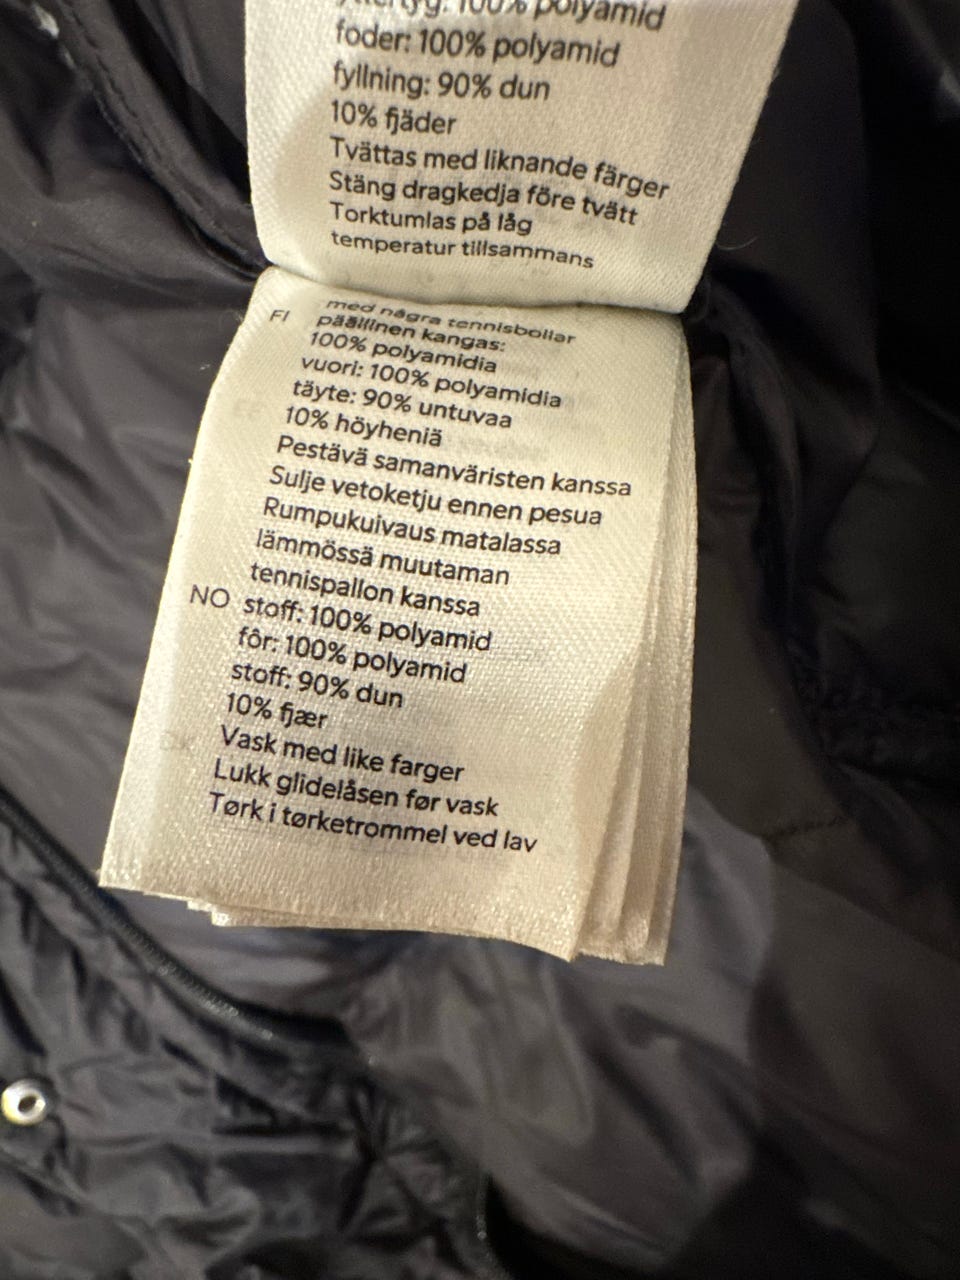 yttertyg: 100% polyamid
foder: 100% polyamid
fyllning: 90% dun
10% fjäder
Tvättas med liknande färger
Stäng dragkedja före tvätt
Torktumlas på låg
temperatur tillsammans
med några tennisbollar
FI päällinen kangas:
100% polyamidia
vuori: 100% polyamidia
täyte: 90% untuvaa
10% höyheniä
Pestävä samanväristen kanssa
Sulje vetoketju ennen pesua
Rumpukuivaus matalassa
lämmössä muutaman
tennispallon kanssa
NO stoff: 100% polyamid
fôr: 100% polyamid
stoff: 90% dun
10% fjær
Vask med like farger
Lukk glidelåsen før vask
Tørk i tørketrommel ved lav